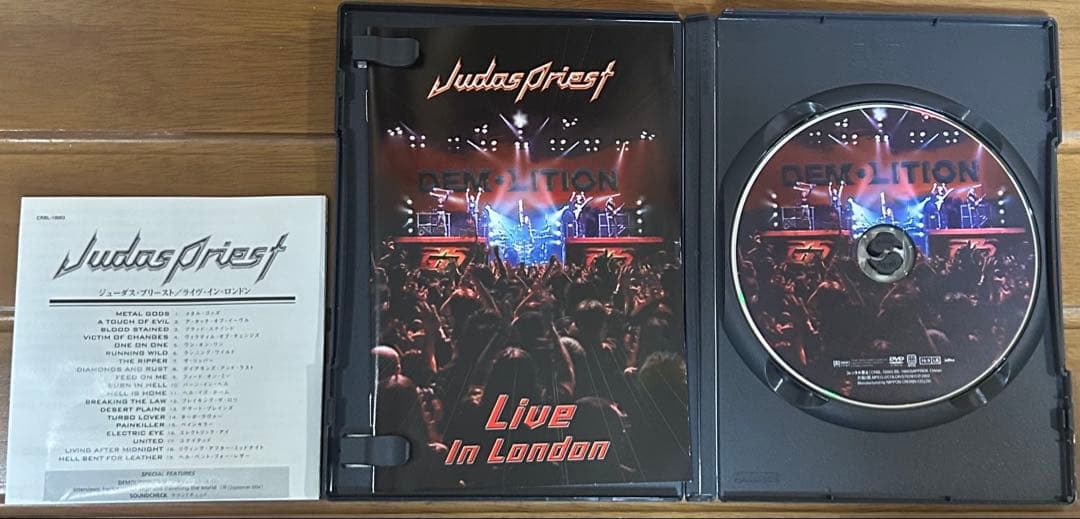 Judas Priest
ジューダス・プリースト／ライヴ・イン・ロンドン
METAL GODS 1. メタル・ゴッズ
A TOUCH OF EVIL 2. ア・タッチ・オブ・イーヴル
BLOOD STAINED 3. ブラッド・ステインド
VICTIM OF CHANGES 4. ヴィクティム・オブ・チェンジズ
ONE ON ONE 5. ワン・オン・ワン
RUNNING WILD 6. ランニング・ワイルド
THE RIPPER 7. ザ・リッパー
DIAMONDS AND RUST 8. ダイアモンズ・アンド・ラスト
FEED ON ME 9. フィード・オン・ミー
BURN IN HELL 10. バーン・イン・ヘル
HELL IS HOME 11. ヘル・イズ・ホーム
BREAKING THE LAW 12. ブレイキング・ザ・ロウ
DESERT PLAINS 13. デザート・プレインズ
TURBO LOVER 14. ターボ・ラヴァー
PAINKILLER 15. ペインキラー
ELECTRIC EYE 16. エレクトリック・アイ
UNITED 17. ユナイテッド
LIVING AFTER MIDNIGHT 18. リヴィング・アフター・ミッドナイト
HELL BENT FOR LEATHER 19. ヘル・ベント・フォー・レザー
SPECIAL FEATURES
SOUNDCHECK サウンドチェック
Judas Priest
DEMOLITION
Live
In London
DEMOLITION
DVD